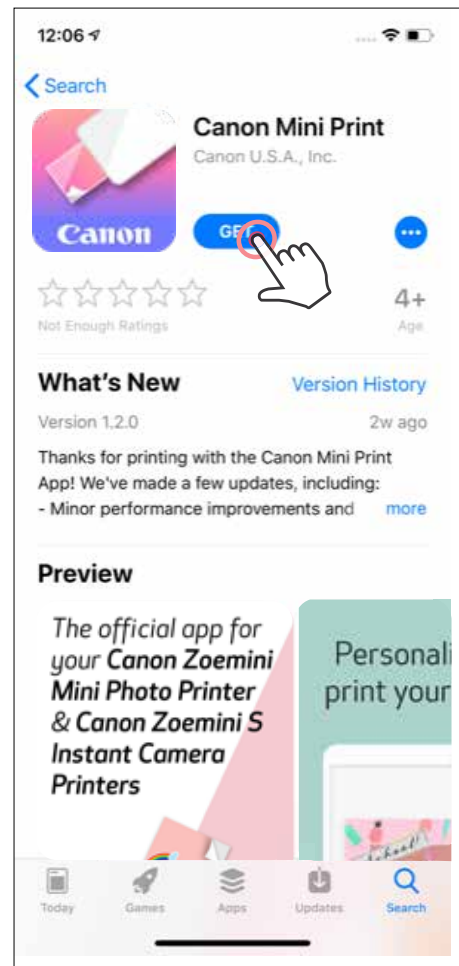 12:06
Search
Canon Mini Print
Canon U.S.A., Inc.
Canon
GET
4+
Not Enough Ratings
Age
What's New
Version History
Version 1.2.0
2w ago
Thanks for printing with the Canon Mini Print
App! We've made a few updates, including:
- Minor performance improvements and more
Preview
The official app for
your Canon Zoemini
Mini Photo Printer
& Canon Zoemini S
Instant Camera
Printers
Personali
print your
school!
Today
Games
Apps
Updates
Search